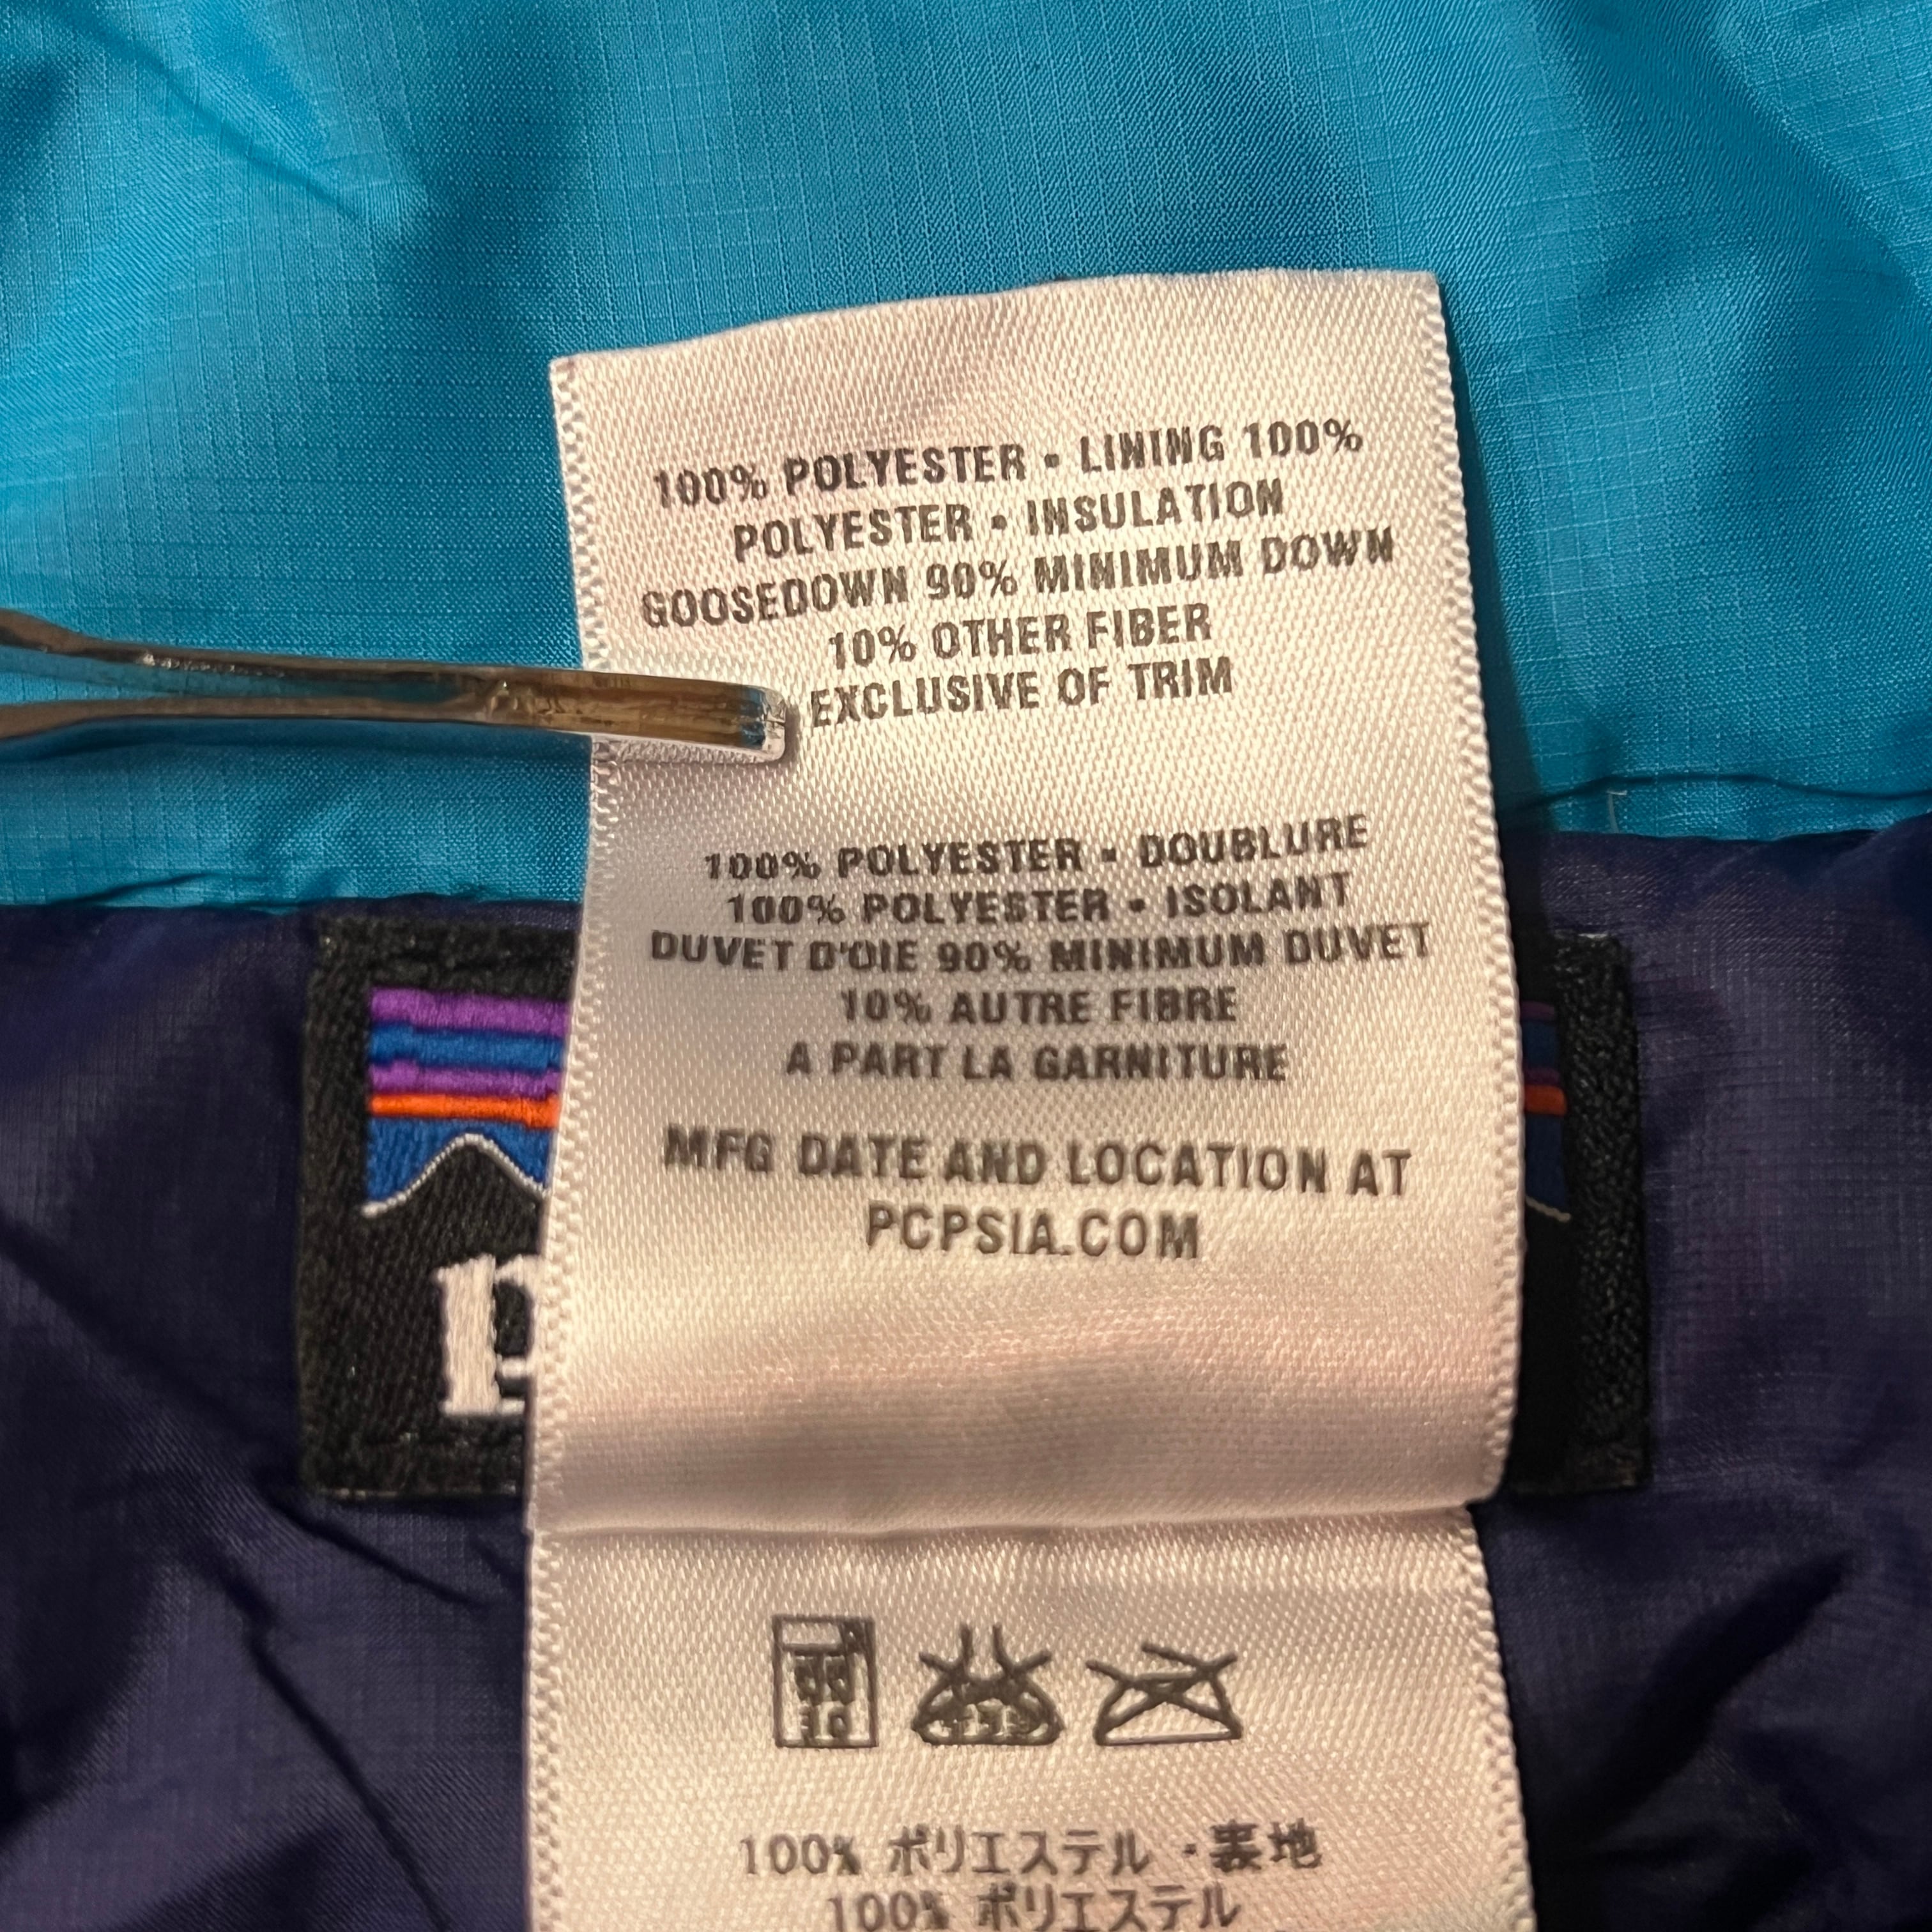 100% POLYESTER • LINING 100%
POLYESTER • INSULATION
GOOSEDOWN 90% MINIMUM DOWN
10% OTHER FIBER
EXCLUSIVE OF TRIM
100% POLYESTER • DOUBLURE
100% POLYESTER • ISOLANT
DUVET D'OIE 90% MINIMUM DUVET
10% AUTRE FIBRE
A PART LA GARNITURE
MFG DATE AND LOCATION AT
PCPSIA.COM
100% ポリエステル ・裏地
100% ポリエステル